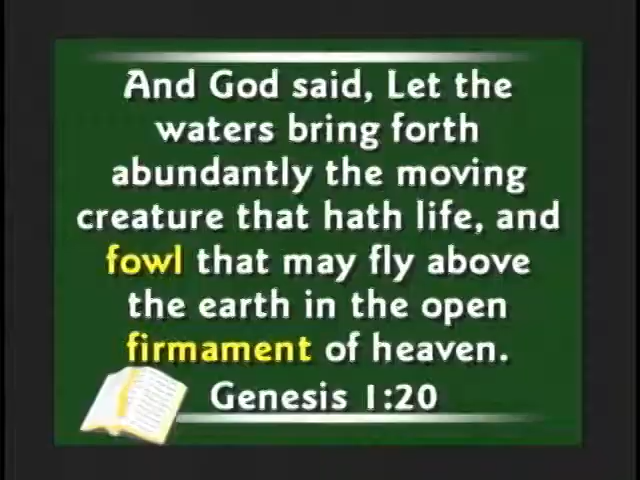 And God said, Let the
waters bring forth
abundantly the moving
creature that hath life, and
fowl that may fly above
the earth in the open
firmament of heaven.
Genesis 1:20